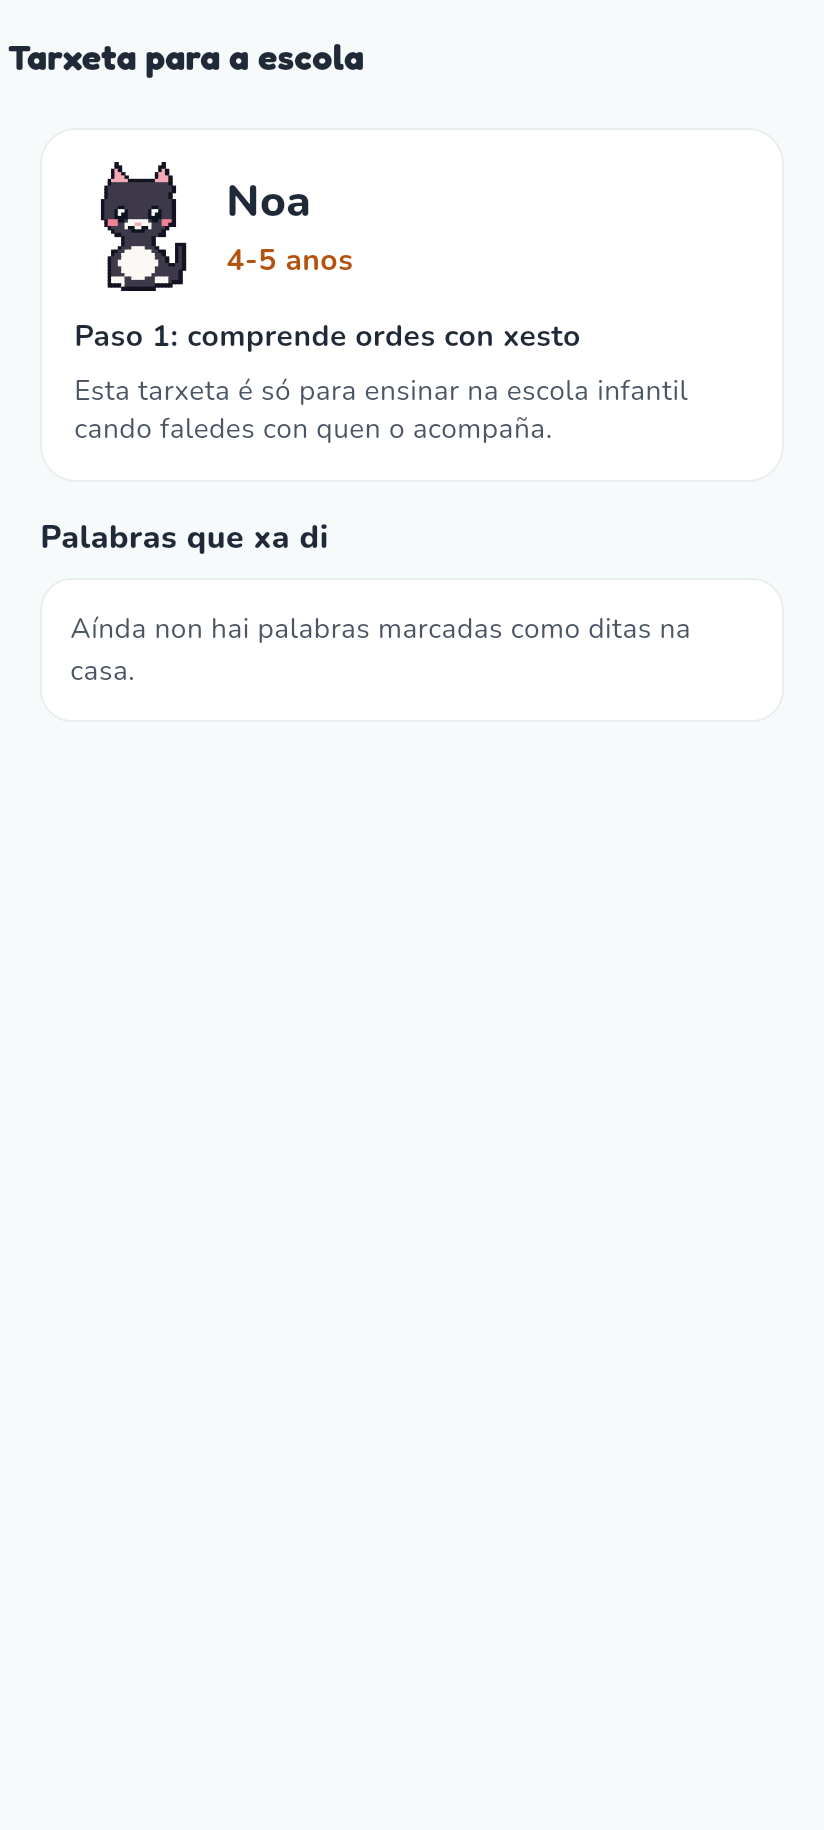 Tarxeta para a escola
Noa
4-5 anos
Paso 1: comprende ordes con xesto
Esta tarxeta é só para ensinar na escola infantil
cando faledes con quen o acompaña.
Palabras que xa di
Aínda non hai palabras marcadas como ditas na
casa.